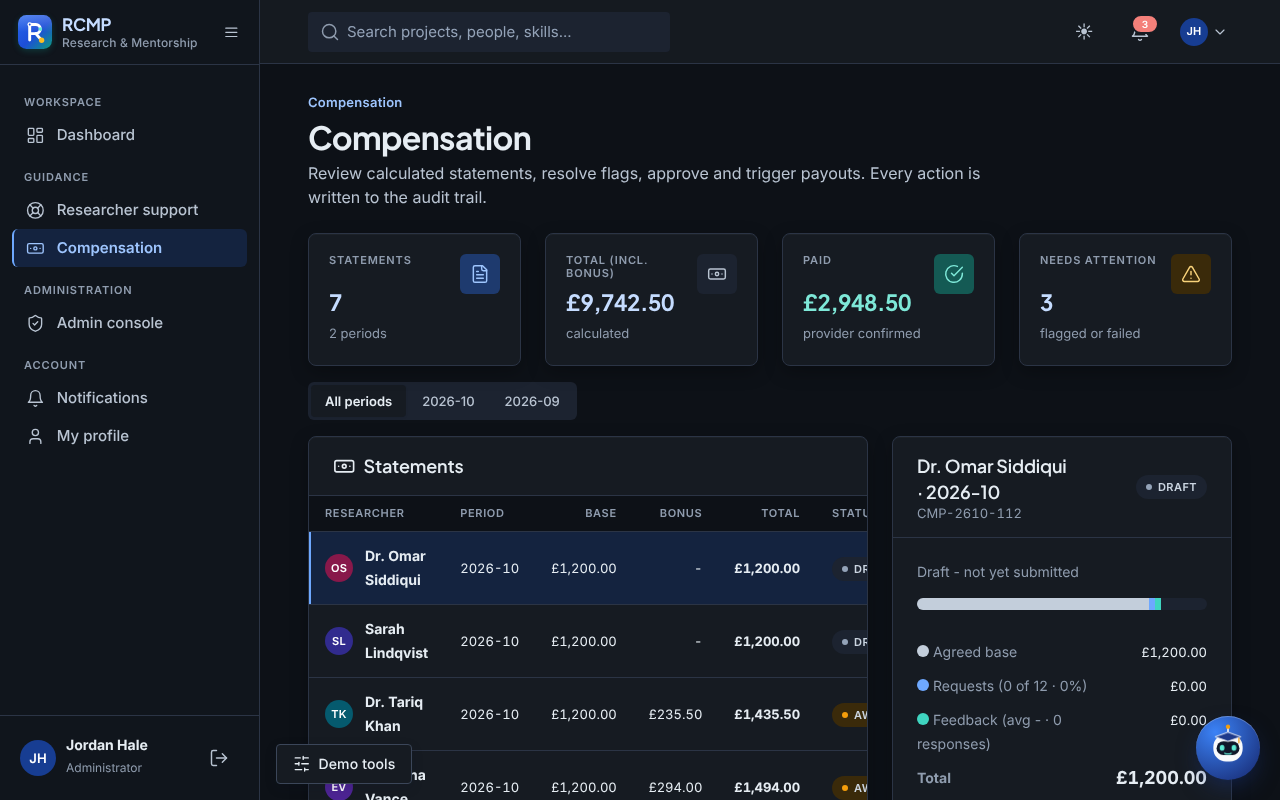 RCMP
Research & Mentorship
Search projects, people, skills...
3
JH
WORKSPACE
Dashboard
GUIDANCE
Researcher support
Compensation
ADMINISTRATION
Admin console
ACCOUNT
Notifications
My profile
JH
Jordan Hale
Administrator
Compensation
Compensation
Review calculated statements, resolve flags, approve and trigger payouts. Every action is
written to the audit trail.
STATEMENTS
7
2 periods
TOTAL (INCL.
BONUS)
£9,742.50
calculated
PAID
£2,948.50
provider confirmed
NEEDS ATTENTION
3
flagged or failed
All periods
2026-10
2026-09
Statements
RESEARCHER PERIOD BASE BONUS TOTAL
OS Dr. Omar
Siddiqui
2026-10 £1,200.00 - £1,200.00
SL Sarah
Lindqvist
2026-10 £1,200.00 - £1,200.00
TK Dr. Tariq
Khan
2026-10 £1,200.00 £235.50 £1,435.50
EV
Vance
2026-10 £1,200.00 £294.00 £1,494.00
Demo tools
Dr. Omar Siddiqui
· 2026-10
CMP-2610-112
DRAFT
Draft - not yet submitted
Agreed base £1,200.00
Requests (0 of 12 · 0%) £0.00
Feedback (avg - · 0
responses)
£0.00
Total £1,200.00